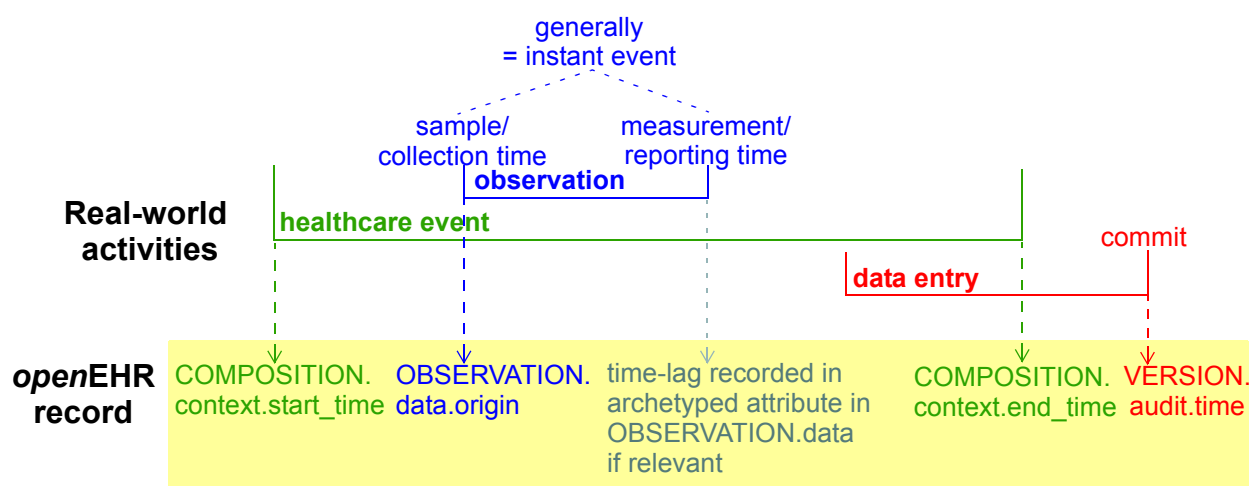 generally
= instant event
sample/
collection time
measurement/
reporting time
observation
Real-world
activities
healthcare event
commit
data entry
openEHR
record
COMPOSITION.
context.start_time
OBSERVATION.
data.origin
time-lag recorded in
archetyped attribute in
OBSERVATION.data
if relevant
COMPOSITION.
context.end_time
VERSION.
audit.time